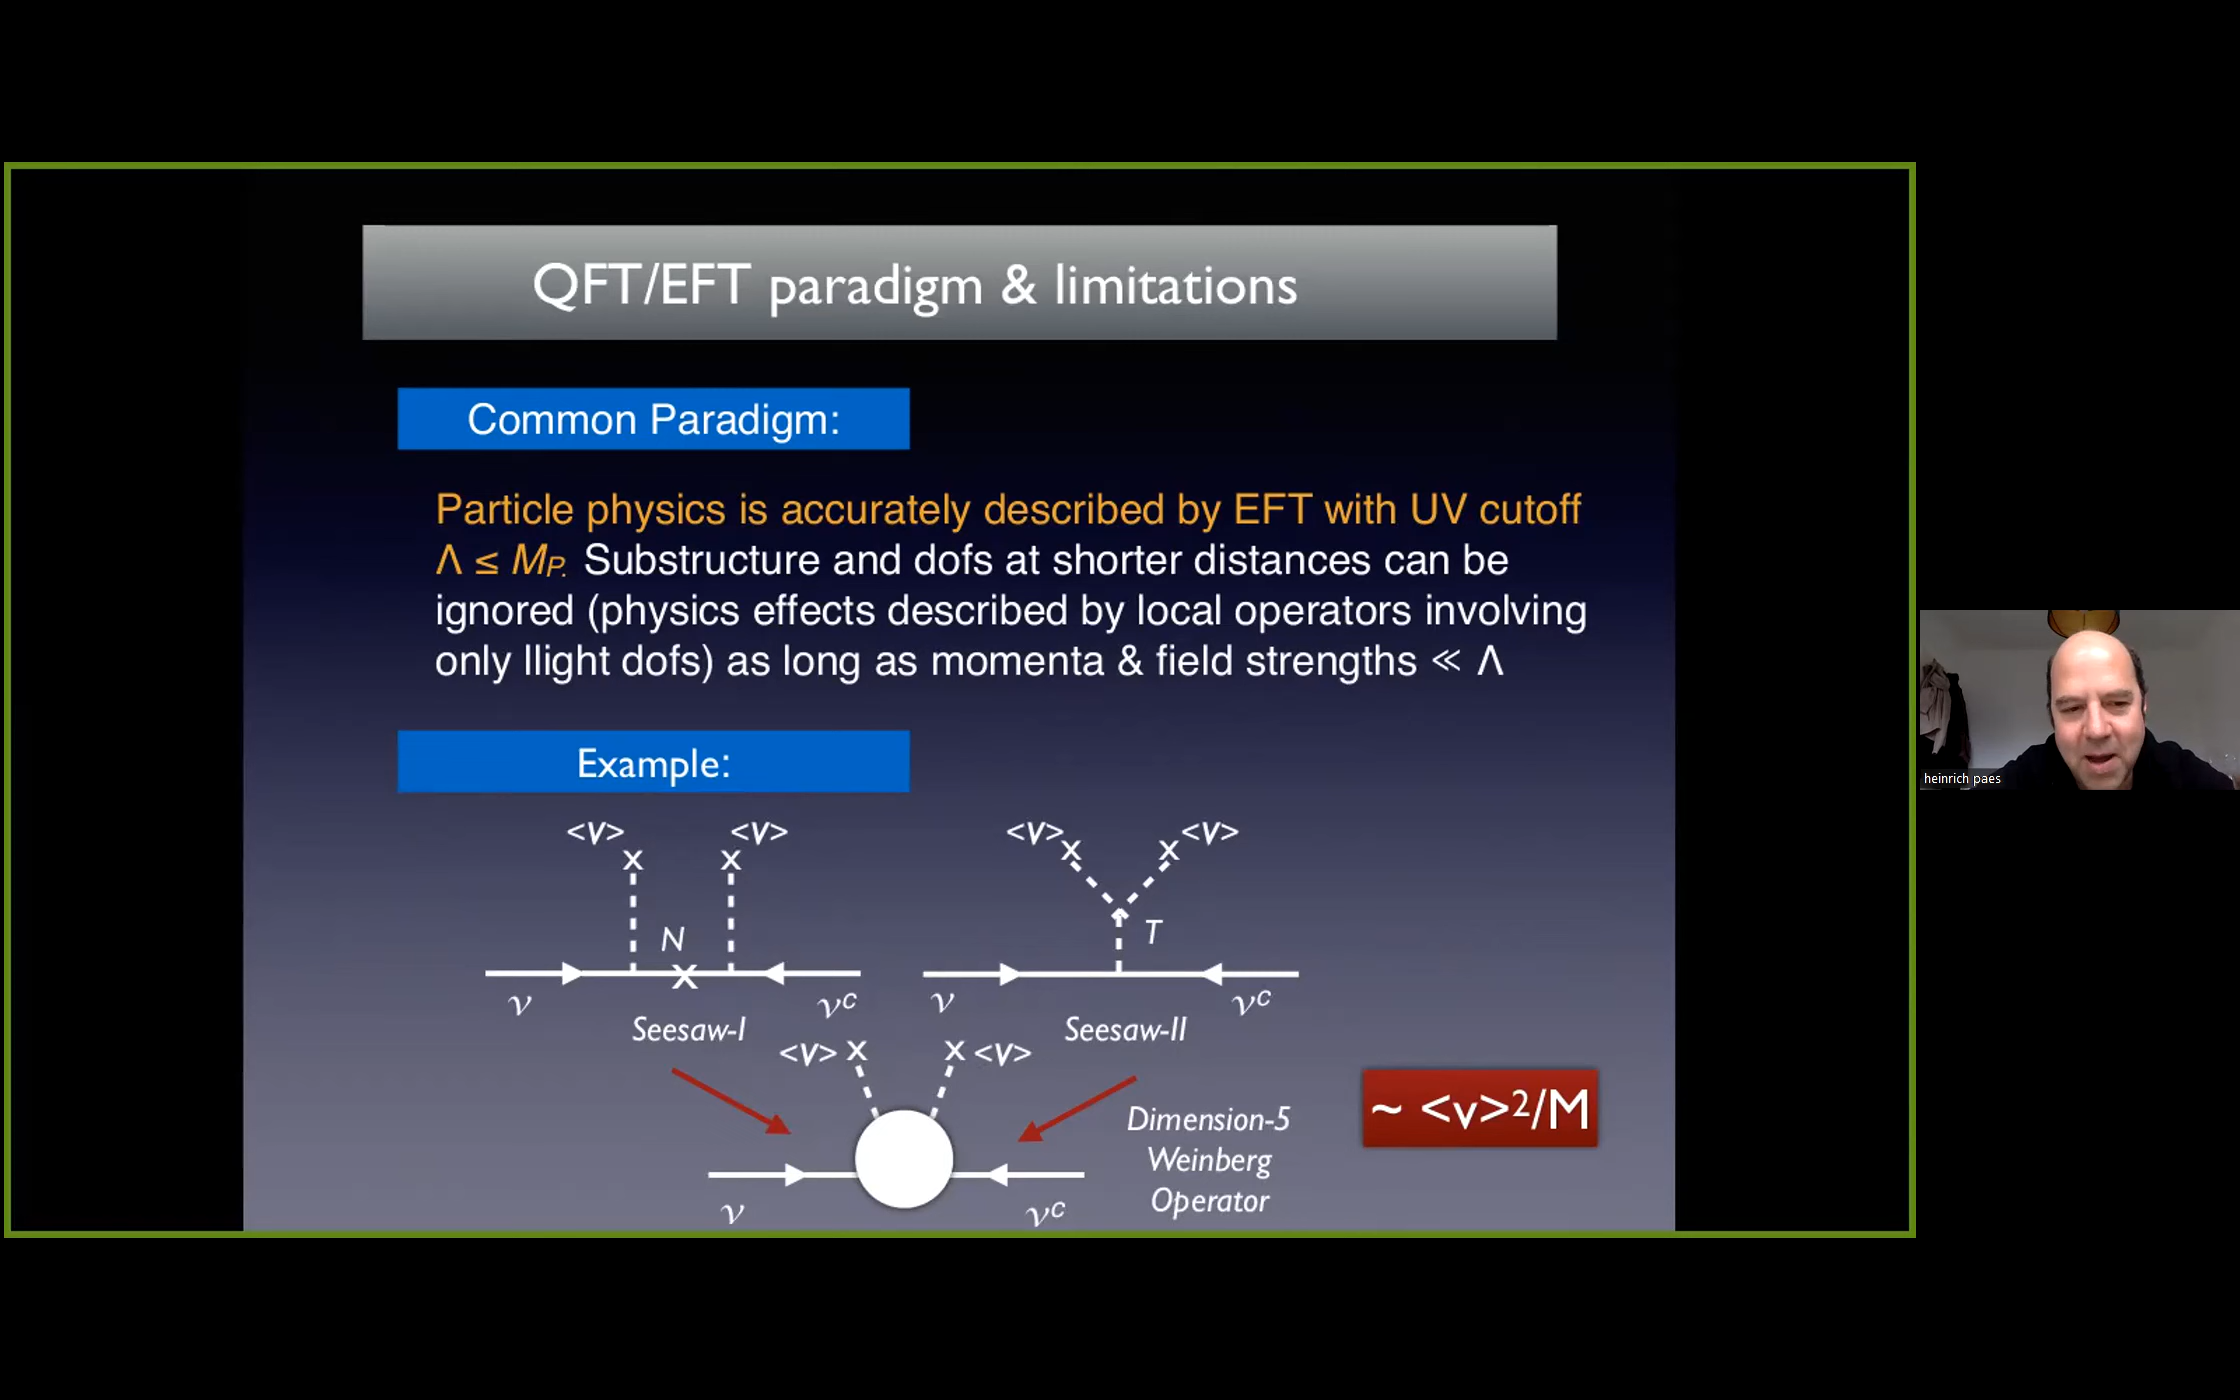 QFT/EFT paradigm & limitations
Common Paradigm:
Particle physics is accurately described by EFT with UV cutoff
Λ ≤ MP. Substructure and dofs at shorter distances can be
ignored (physics effects described by local operators involving
only llight dofs) as long as momenta & field strengths ≪ Λ
Example:
<v> <v>
x x
N
x
ν νc
Seesaw-I
<v> <v>
x x
T
ν νc
Seesaw-II
<v> x x <v>
ν νc
Dimension-5
Weinberg
Operator
~ <v>²/M
heinrich paes